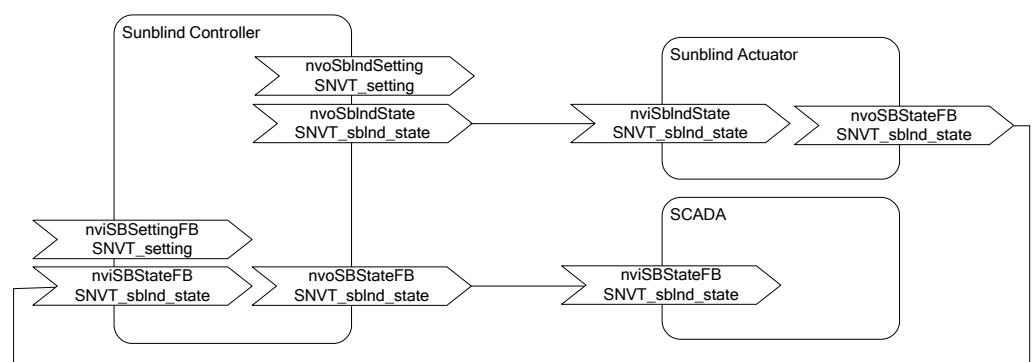 Sunblind Controller
nvoSblndSetting
SNVT_setting
nvoSblndState
SNVT_sblnd_state
nviSBSettingFB
SNVT_setting
nviSBStateFB
SNVT_sblnd_state
nvoSBStateFB
SNVT_sblnd_state
Sunblind Actuator
nviSblndState
SNVT_sblnd_state
nvoSBStateFB
SNVT_sblnd_state
SCADA
nviSBStateFB
SNVT_sblnd_state